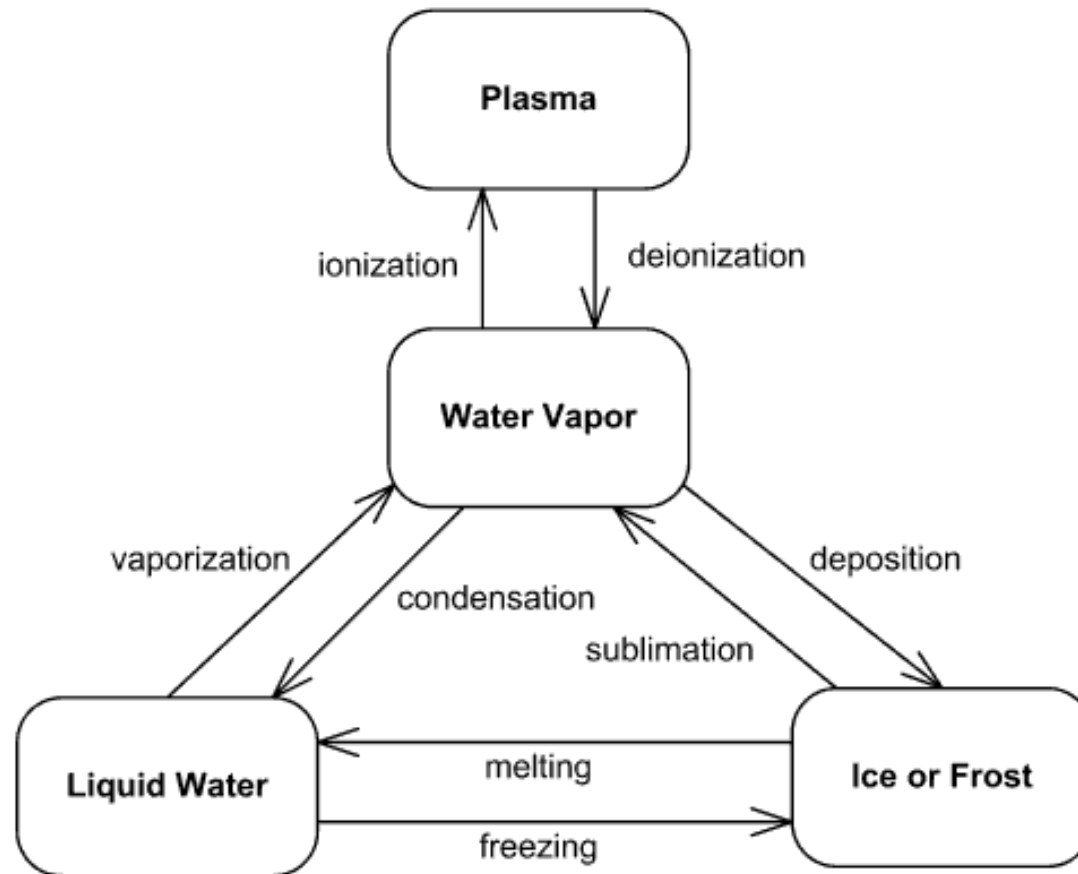 Plasma
ionization
deionization
Water Vapor
vaporization
deposition
condensation
sublimation
melting
Liquid Water
Ice or Frost
freezing